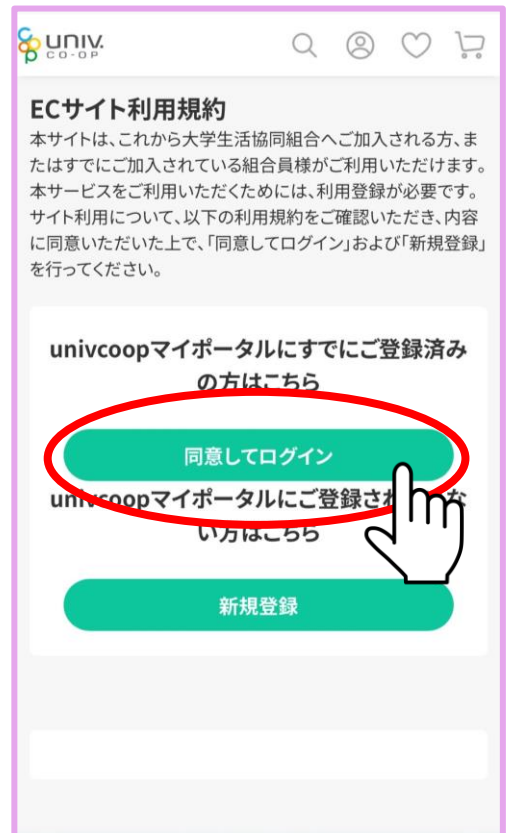 UNIV.
CO-OP
ECサイト利用規約
本サイトは、これから大学生活協同組合へご加入される方、ま
たはすでにご加入されている組合員様がご利用いただけます。
本サービスをご利用いただくためには、利用登録が必要です。
サイト利用について、以下の利用規約をご確認いただき、内容
に同意いただいた上で、「同意してログイン」および「新規登録」
を行ってください。
univcoopマイポータルにすでにご登録済み
の方はこちら
同意してログイン
univcoopマイポータルにご登録され な
い方はこちら
新規登録